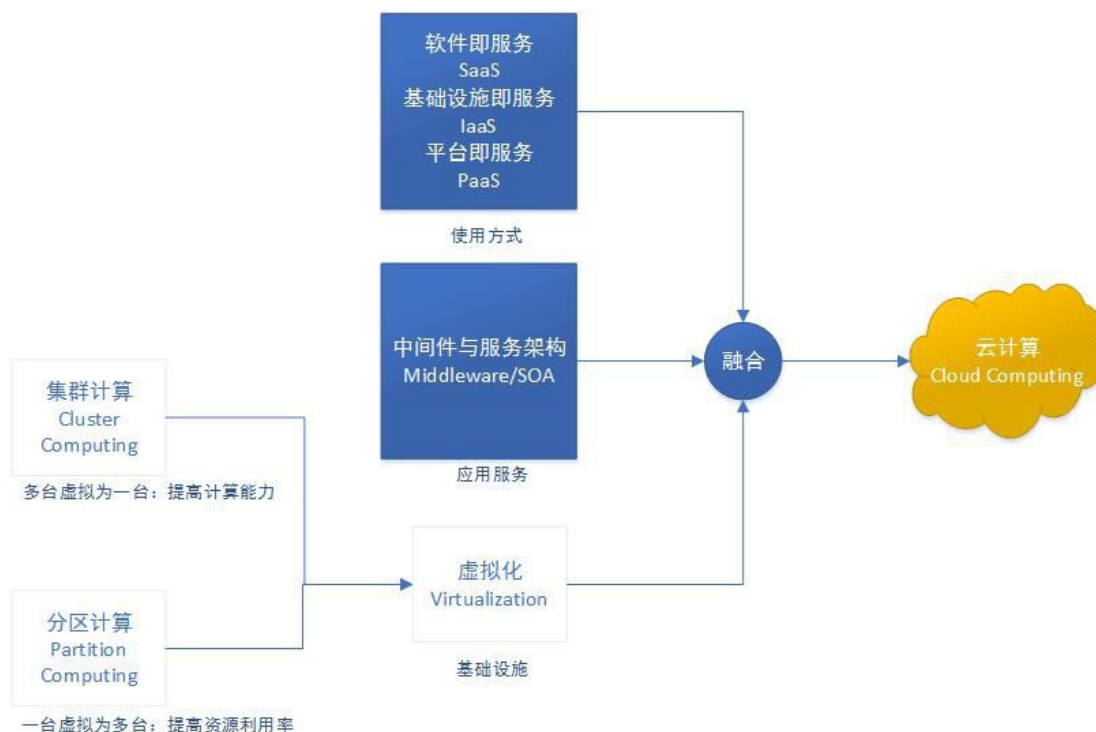 软件即服务
SaaS
基础设施即服务
IaaS
平台即服务
PaaS
使用方式
中间件与服务架构
Middleware/SOA
应用服务
融合
云计算
Cloud Computing
集群计算
Cluster
Computing
多台虚拟为一台：提高计算能力
虚拟化
Virtualization
基础设施
分区计算
Partition
Computing
一台虚拟为多台：提高资源利用率